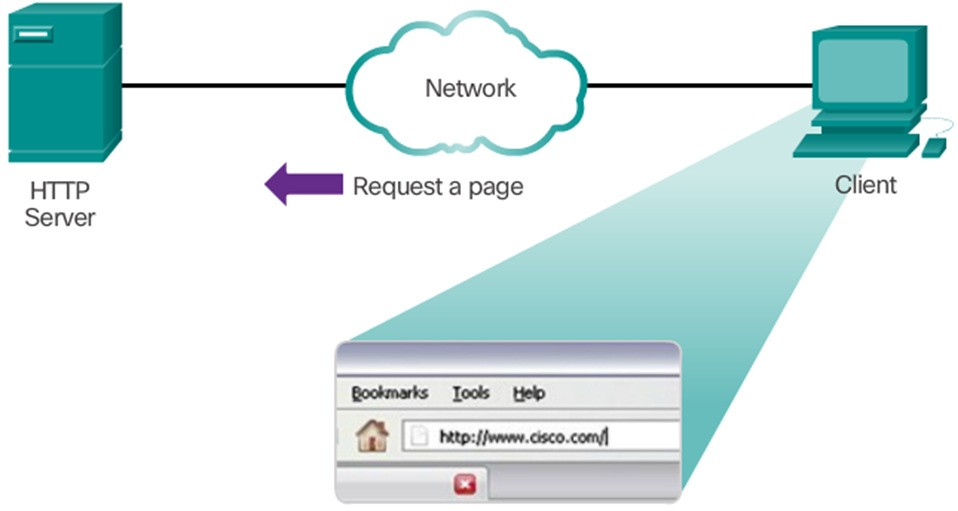 Network
HTTP
Server
Request a page
Client
Bookmarks Tools Help
http://www.cisco.com/